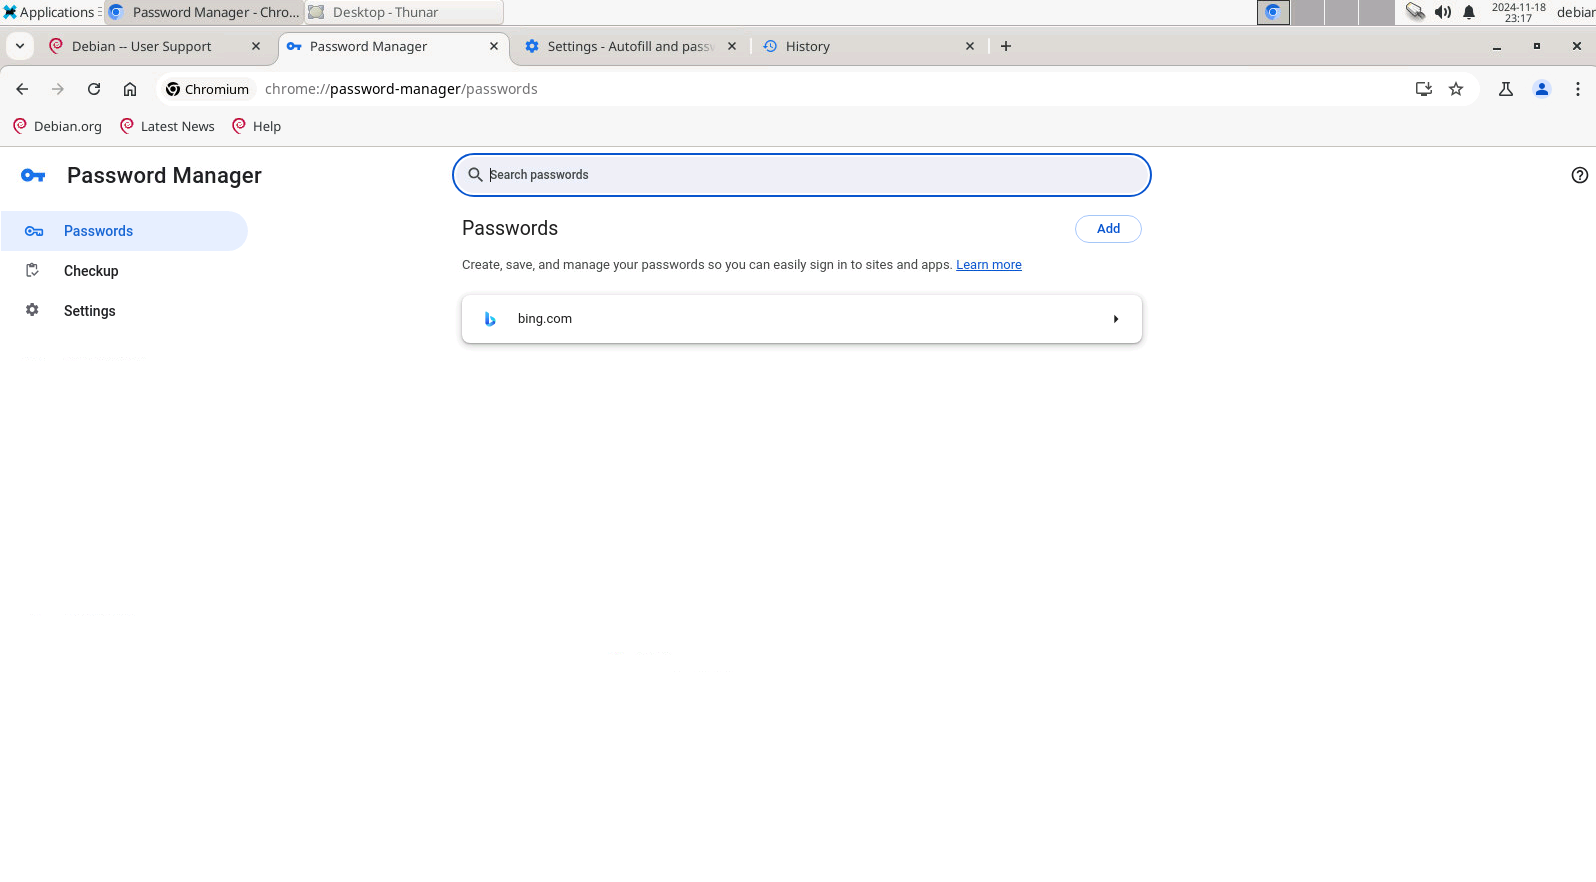 Applications
Password Manager - Chro...
Desktop - Thunar
2024-11-18
23:17
debian
Debian -- User Support
Password Manager
Settings - Autofill and passw
History
Chromium
chrome://password-manager/passwords
Debian.org
Latest News
Help
Password Manager
Search passwords
Passwords
Checkup
Settings
Passwords
Add
Create, save, and manage your passwords so you can easily sign in to sites and apps. Learn more
bing.com